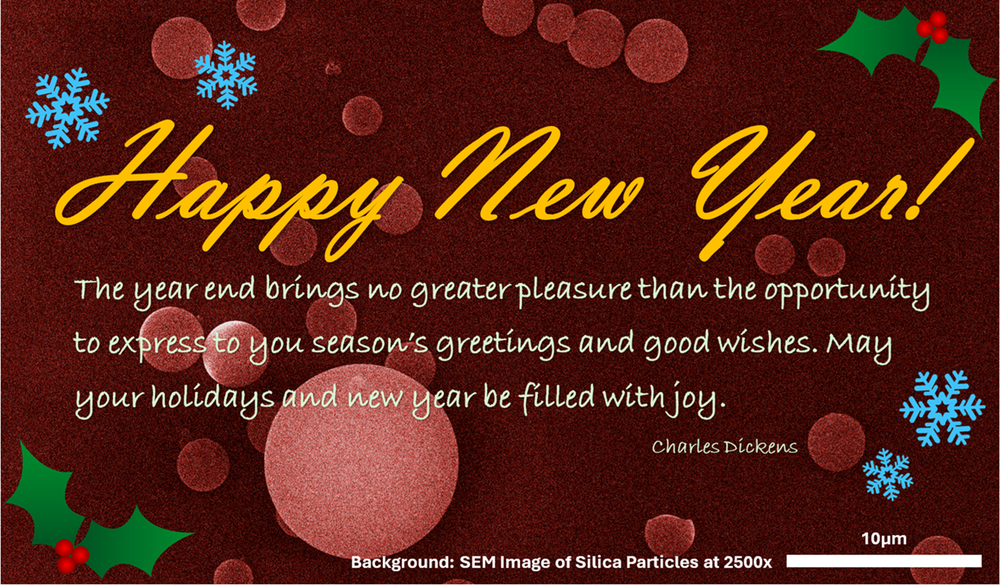 Happy New Year!
The year end brings no greater pleasure than the opportunity
to express to you season's greetings and good wishes. May
your holidays and new year be filled with joy.
Charles Dickens
10µm
Background: SEM Image of Silica Particles at 2500x